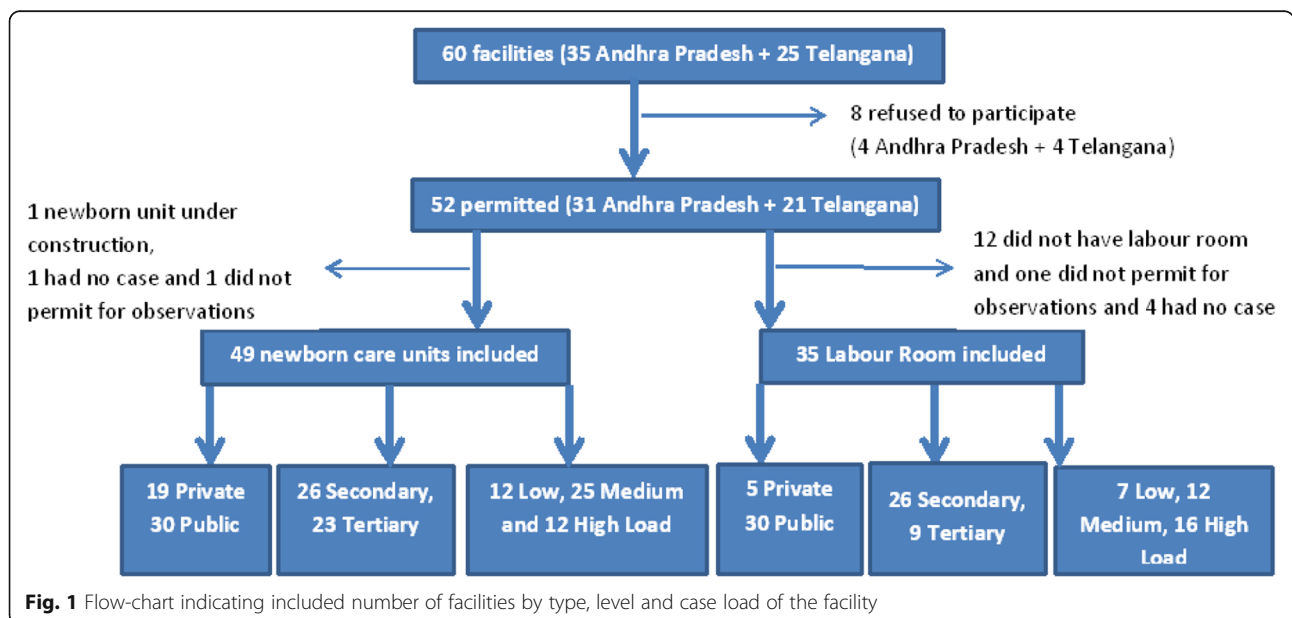 60 facilities (35 Andhra Pradesh + 25 Telangana)
8 refused to participate
(4 Andhra Pradesh + 4 Telangana)
52 permitted (31 Andhra Pradesh + 21 Telangana)
1 newborn unit under
construction,
1 had no case and 1 did not
permit for observations
12 did not have labour room
and one did not permit for
observations and 4 had no case
49 newborn care units included
35 Labour Room included
19 Private
30 Public
26 Secondary,
23 Tertiary
12 Low, 25 Medium
and 12 High Load
5 Private
30 Public
26 Secondary,
9 Tertiary
7 Low, 12
Medium, 16 High
Load
Fig. 1 Flow-chart indicating included number of facilities by type, level and case load of the facility